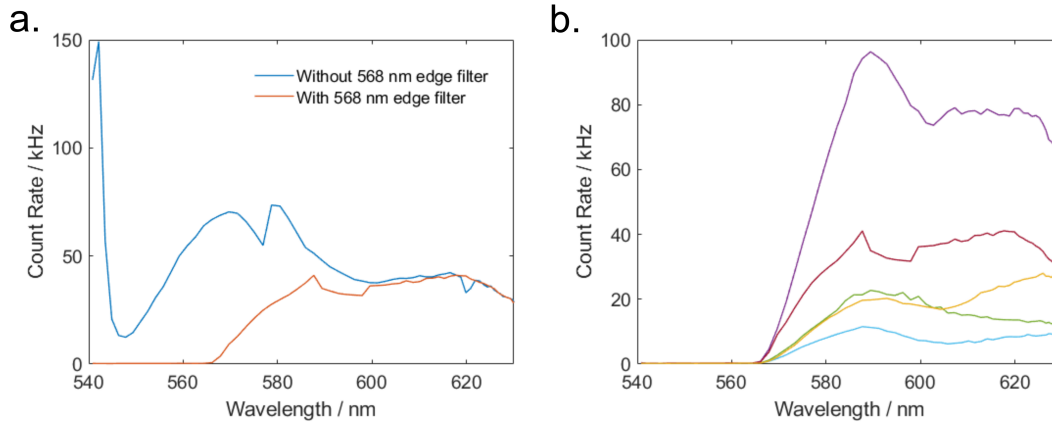 a.
150
100
50
0
Count Rate / kHz
Without 568 nm edge filter
With 568 nm edge filter
540 560 580 600 620
Wavelength / nm
b.
100
80
60
40
20
0
Count Rate / kHz
540 560 580 600 620
Wavelength / nm